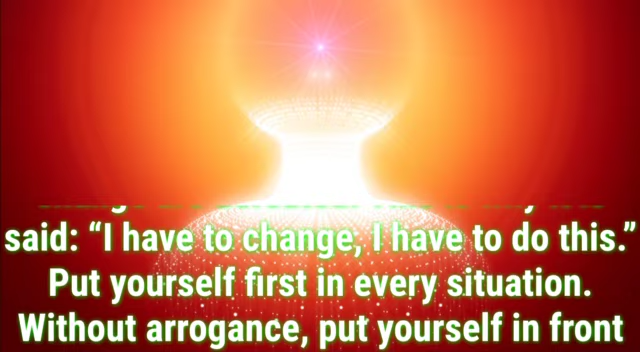 said: “I have to change, I have to do this.”
Put yourself first in every situation.
Without arrogance, put yourself in front